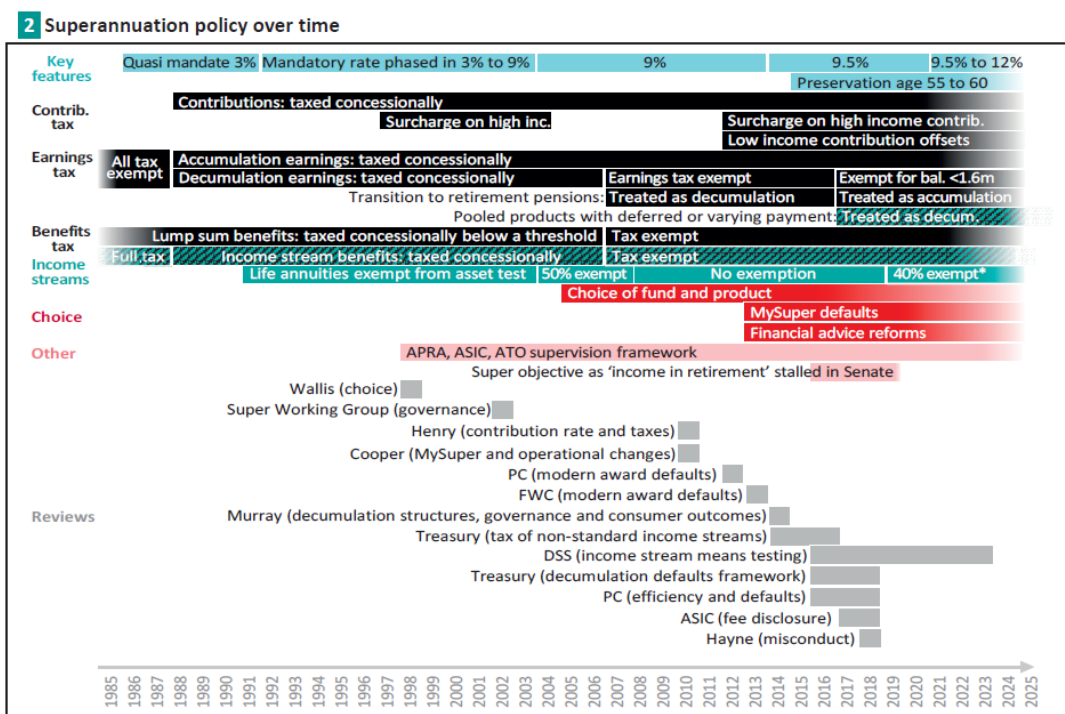 2 Superannuation policy over time
Key features
Quasi mandate 3% Mandatory rate phased in 3% to 9% 9% 9.5% 9.5% to 12%
Preservation age 55 to 60
Contrib. tax
Contributions: taxed concessionally
Surcharge on high inc. Surcharge on high income contrib.
Low income contribution offsets
Earnings tax
All tax exempt
Accumulation earnings: taxed concessionally
Decumulation earnings: taxed concessionally Earnings tax exempt Exempt for bal. <1.6m
Transition to retirement pensions: Treated as decumulation Treated as accumulation
Pooled products with deferred or varying payment: Treated as decum.
Benefits tax
Lump sum benefits: taxed concessionally below a threshold Tax exempt
Full tax Income stream benefits: taxed concessionally Tax exempt
Income streams
Life annuities exempt from asset test 50% exempt No exemption 40% exempt*
Choice of fund and product
Choice
MySuper defaults
Financial advice reforms
Other
APRA, ASIC, ATO supervision framework
Super objective as ‘income in retirement’ stalled in Senate
Wallis (choice)
Super Working Group (governance)
Henry (contribution rate and taxes)
Cooper (MySuper and operational changes)
PC (modern award defaults)
FWC (modern award defaults)
Reviews
Murray (decumulation structures, governance and consumer outcomes)
Treasury (tax of non-standard income streams)
DSS (income stream means testing)
Treasury (decumulation defaults framework)
PC (efficiency and defaults)
ASIC (fee disclosure)
Hayne (misconduct)
1985 1986 1987 1988 1989 1990 1991 1992 1993 1994 1995 1996 1997 1998 1999 2000 2001 2002 2003 2004 2005 2006 2007 2008 2009 2010 2011 2012 2013 2014 2015 2016 2017 2018 2019 2020 2021 2022 2023 2024 2025